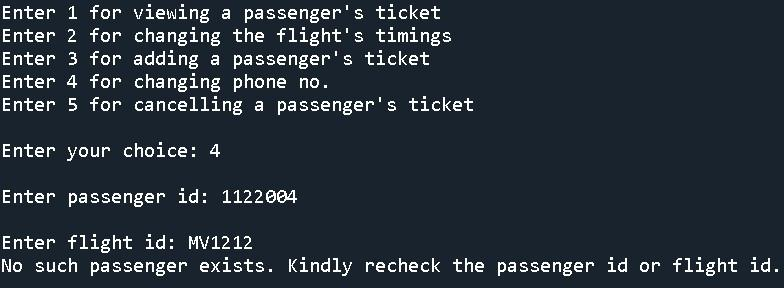 Enter 1 for viewing a passenger's ticket
Enter 2 for changing the flight's timings
Enter 3 for adding a passenger's ticket
Enter 4 for changing phone no.
Enter 5 for cancelling a passenger's ticket
Enter your choice: 4
Enter passenger id: 1122004
Enter flight id: MV1212
No such passenger exists. Kindly recheck the passenger id or flight id.